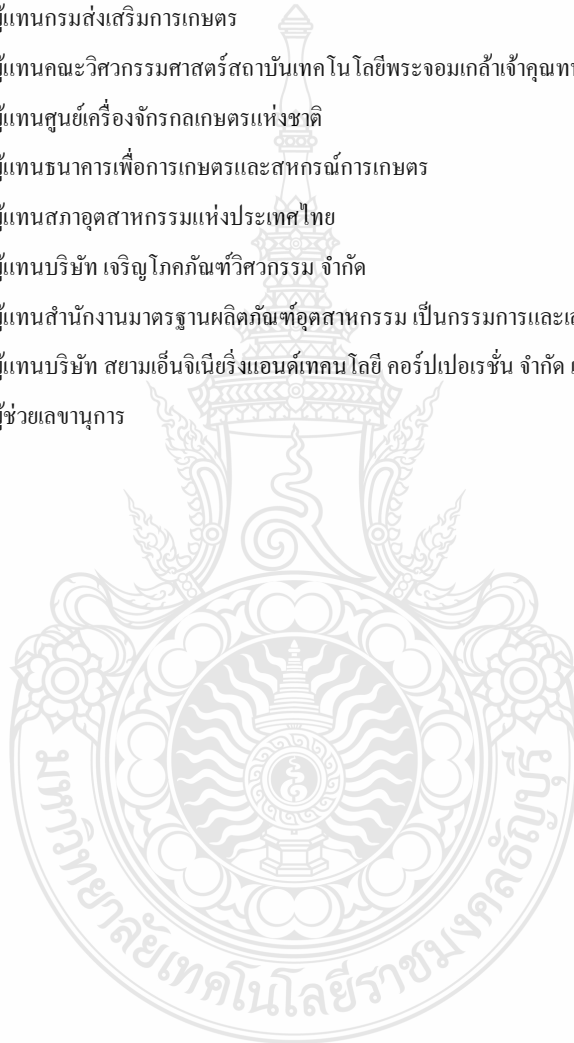 ผู้แทนกรมส่งเสริมการเกษตร
ผู้แทนคณะวิศวกรรมศาสตร์สถาบันเทคโนโลยีพระจอมเกล้าเจ้าคุณท
ผู้แทนศูนย์เครื่องจักรกลเกษตรแห่งชาติ
ผู้แทนธนาคารเพื่อการเกษตรและสหกรณ์การเกษตร
ผู้แทนสภาอุตสาหกรรมแห่งประเทศไทย
ผู้แทนบริษัท เจริญโภคภัณฑ์วิศวกรรม จำกัด
ผู้แทนสำนักงานมาตรฐานผลิตภัณฑ์อุตสาหกรรม เป็นกรรมการและเล
ผู้แทนบริษัท สยามเอ็นจิเนียริ่งแอนด์เทคนโลยี คอร์ปเปอเรชั่น จำกัด
ผู้ช่วยเลขานุการ
มหาวิทยาลัยเทคโนโลยีราชมงคลธัญบุรี